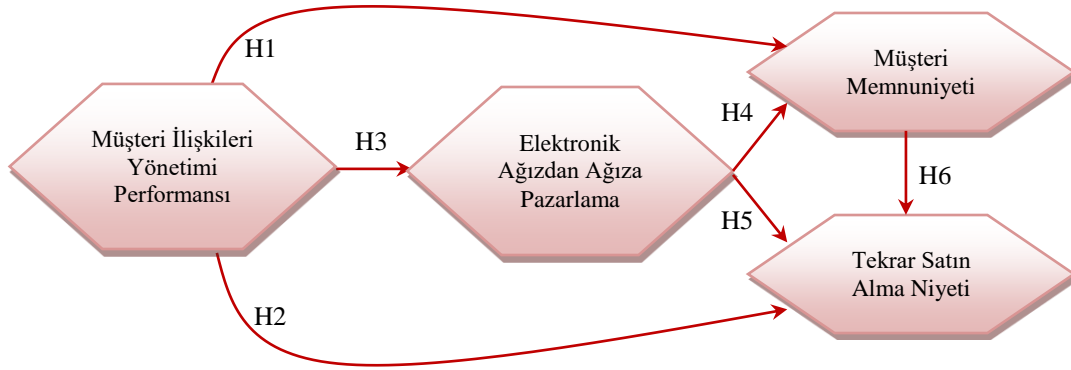 H1
Müşteri
Memnuniyeti
Müşteri İlişkileri
Yönetimi
Performansı
H3
Elektronik
Ağızdan Ağıza
Pazarlama
H4
H6
H5
Tekrar Satın
Alma Niyeti
H2